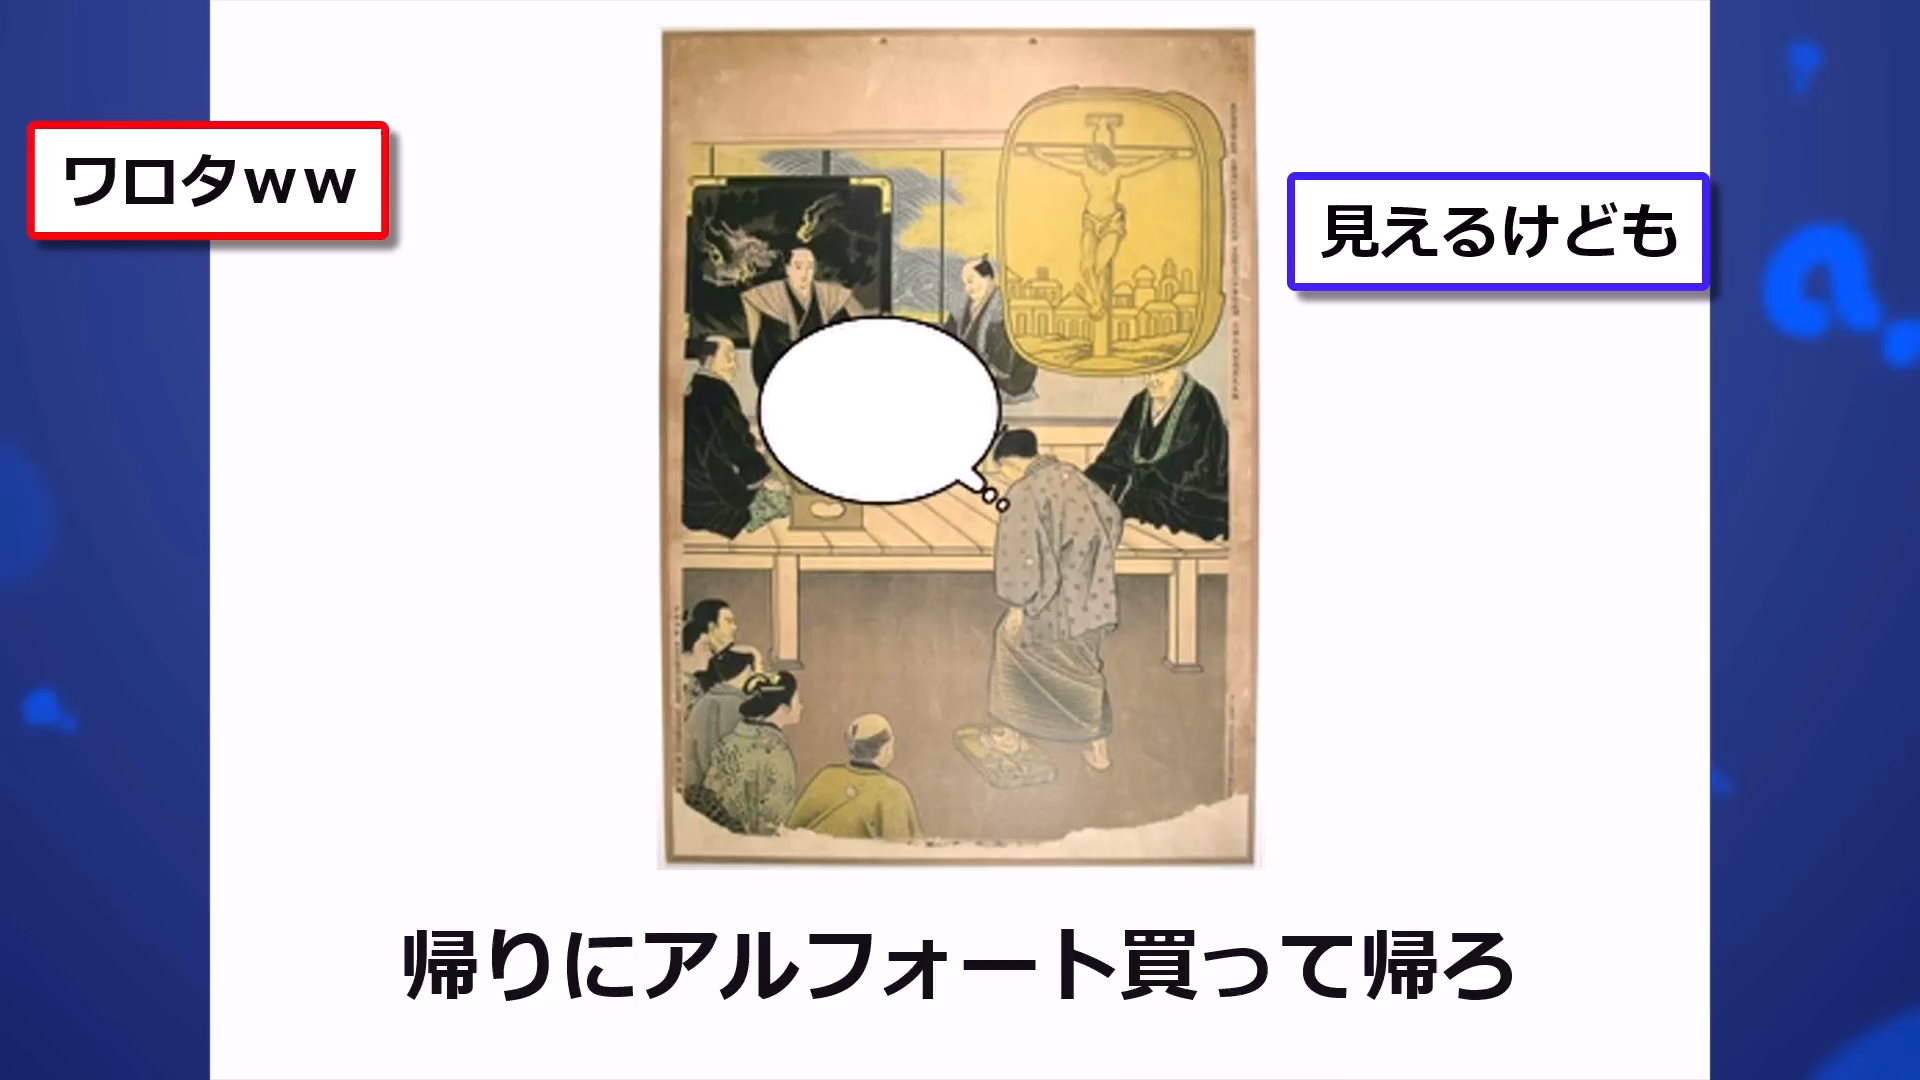 ワロタww
見えるけども
帰りにアルフォート買って帰ろ